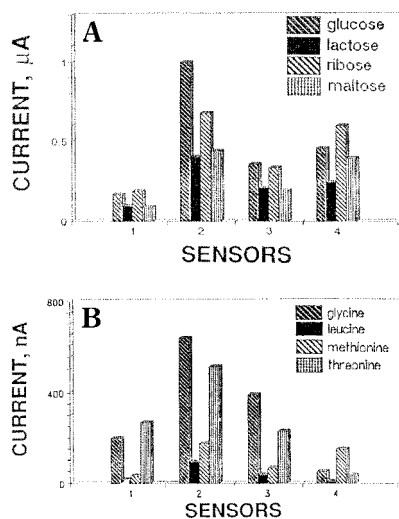 A
glucose
lactose
ribose
maltose
CURRENT, μA
1
0.5
0
1 2 3 4
SENSORS
B
glycine
leucine
methionine
threonine
CURRENT, nA
800
400
0
1 2 3 4
SENSORS